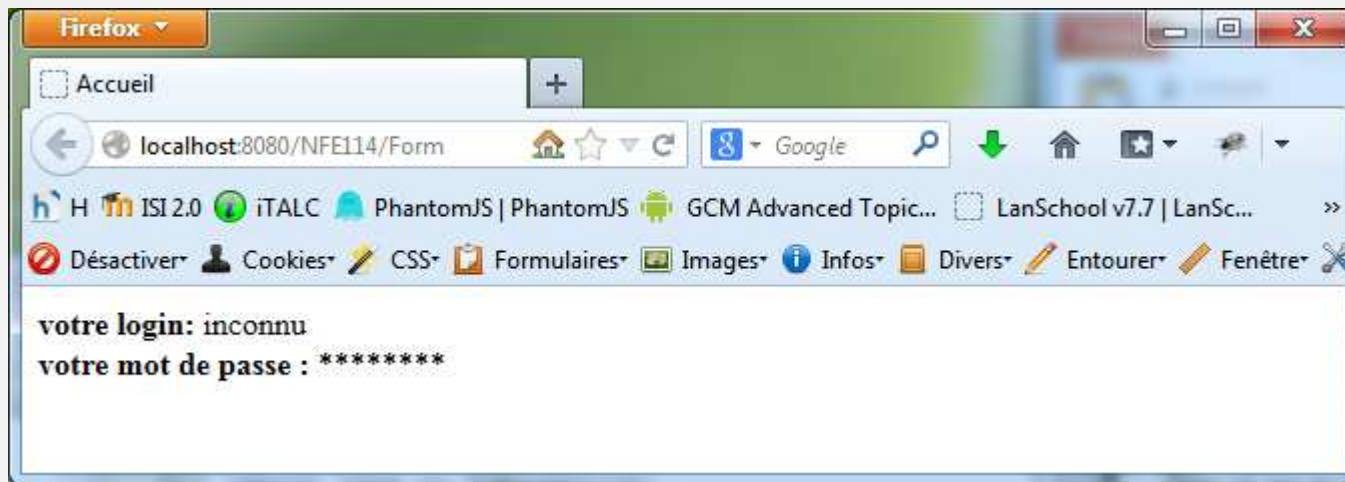 Firefox
Accueil
localhost:8080/NFE114/Form
Google
H ISI 2.0 iTALC PhantomJS | PhantomJS GCM Advanced Topic... LanSchool v7.7 | LanSc... »
Désactiver Cookies CSS Formulaires Images Infos Divers Entourer Fenêtre
votre login: inconnu
votre mot de passe : ********